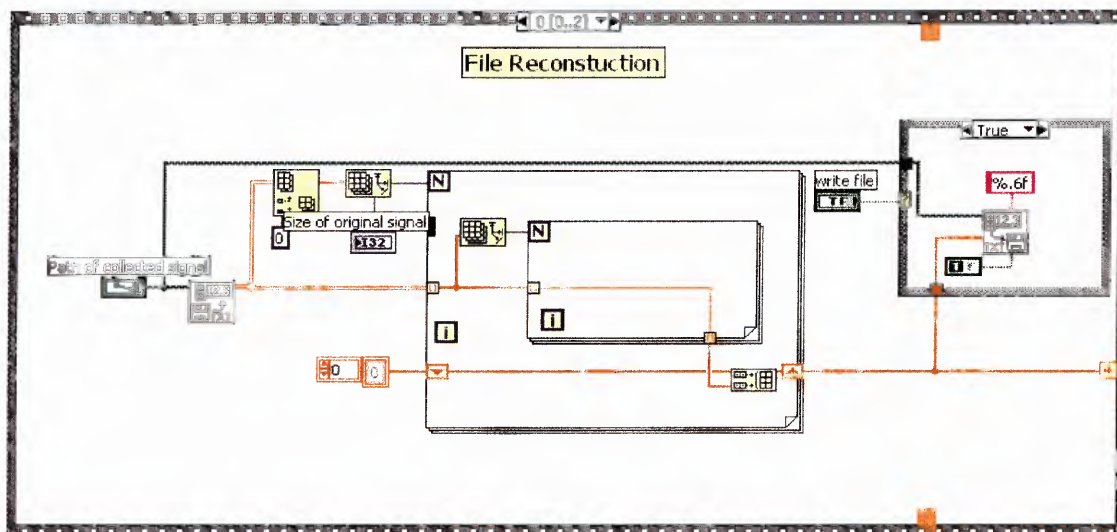 0 [0..2]
File Reconstuction
True
write file
%.6f
TF
N
Size of original signal
0
I32
N
Path of collected signal
T F
i
i
0
0